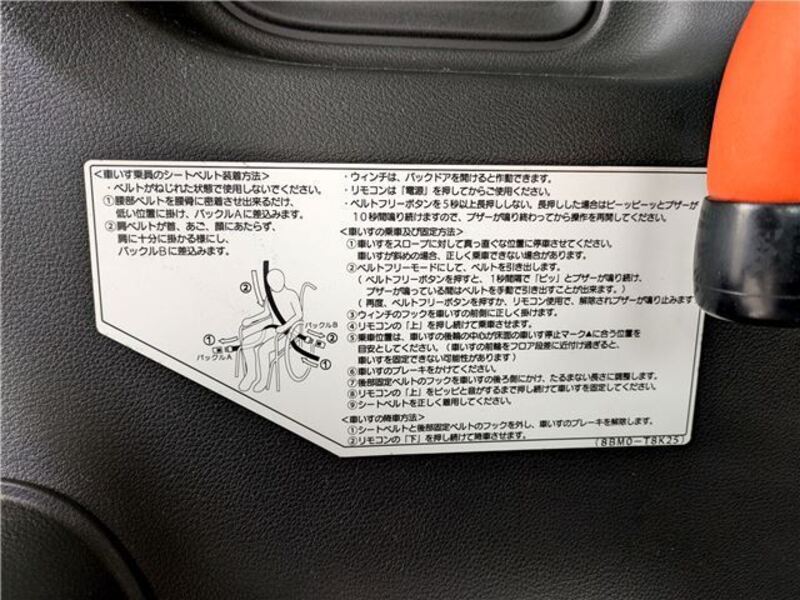 ＜車いす乗員のシートベルト装着方法＞
・ベルトがねじれた状態で使用しないでください。
①腰部ベルトを腰骨に密着させ出来るだけ、
低い位置に掛け、バックルAに差込みます。
②肩ベルトが首、あご、顔にあたらず、
肩に十分に掛かる様にし、
バックルBに差込みます。
②
バックルB
①
バックルA
①
・ウィンチは、バックドアを開けると作動できます。
・リモコンは「電源」を押してからご使用ください。
・ベルトフリーボタンを5秒以上長押ししない。長押しした場合はピーッピーッとブザーが
10秒間鳴り続けますので、ブザーが鳴り終わってから操作を再開してください。
＜車いすの乗車及び固定方法＞
①車いすをスロープに対して真っ直ぐな位置に停車させてください。
車いすが斜めの場合、正しく乗車できない場合があります。
②ベルトフリーモードにして、ベルトを引き出します。
（ベルトフリーボタンを押すと、1秒間隔で「ピッ」とブザーが鳴り続け、
ブザーが鳴っている間はベルトを手動で引き出すことが出来ます。）
（再度、ベルトフリーボタンを押すか、リモコン使用で、解除されブザーが鳴り止みます
③ウィンチのフックを車いすの前側に正しく掛けます。
④リモコンの「上」を押し続けて乗車させます。
⑤乗車位置は、車いすの後輪の中心が床面の車いす停止マーク▲に合う位置を
目安としてください。（車いすの前輪をフロア段差に近付け過ぎると、
車いすを固定できない可能性があります）
⑥車いすのブレーキをかけてください。
⑦後部固定ベルトのフックを車いすの後ろ側にかけ、たるまない長さに調整します。
⑧リモコンの「上」をピッピと音がするまで押し続けて車いすを固定してください。
⑨シートベルトを正しく着用してください。
＜車いすの降車方法＞
①シートベルトと後部固定ベルトのフックを外し、車いすのブレーキを解除します。
②リモコンの「下」を押し続けて降車させます。
(8BM0-T8K25)